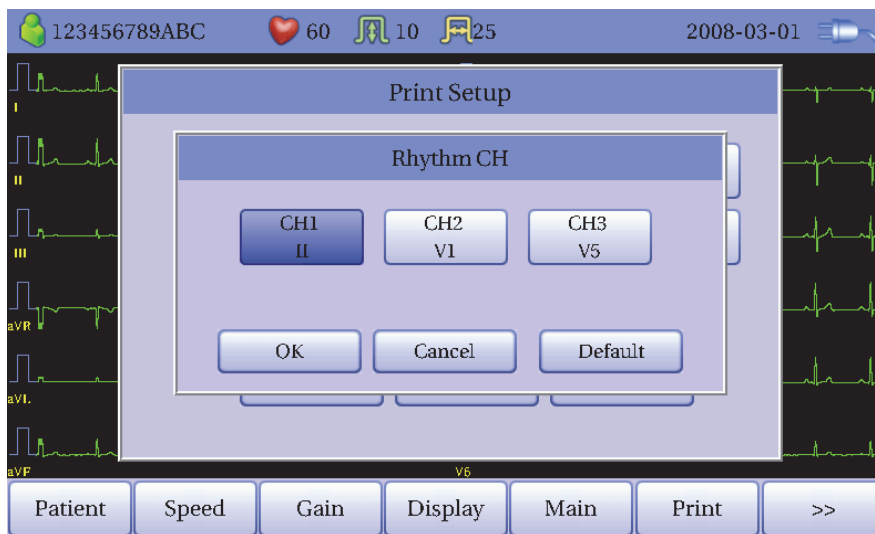 123456789ABC 60 10 25 2008-03-01
Print Setup
Rhythm CH
I
II
III
aVR
aVL
aVF
CH1 CH2 CH3
II V1 V5
OK Cancel Default
V6
Patient Speed Gain Display Main Print >>